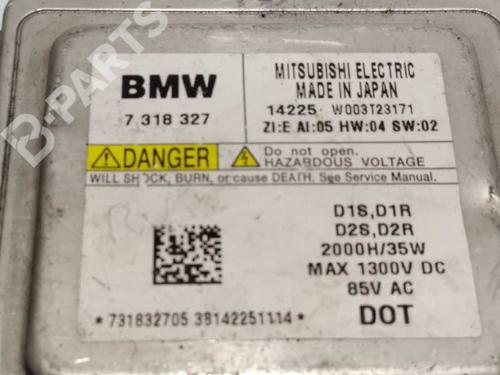 B-PARTS
BMW
7 318 327
MITSUBISHI ELECTRIC
MADE IN JAPAN
14225 W003T23171
ZI:E AI:05 HW:04 SW:02
DANGER
Do not open.
HAZARDOUS VOLTAGE
WILL SHOCK, BURN, or cause DEATH. See Service Manual.
D1S,D1R
D2S,D2R
2000H/35W
MAX 1300V DC
85V AC
*731832705 38142251114* DOT